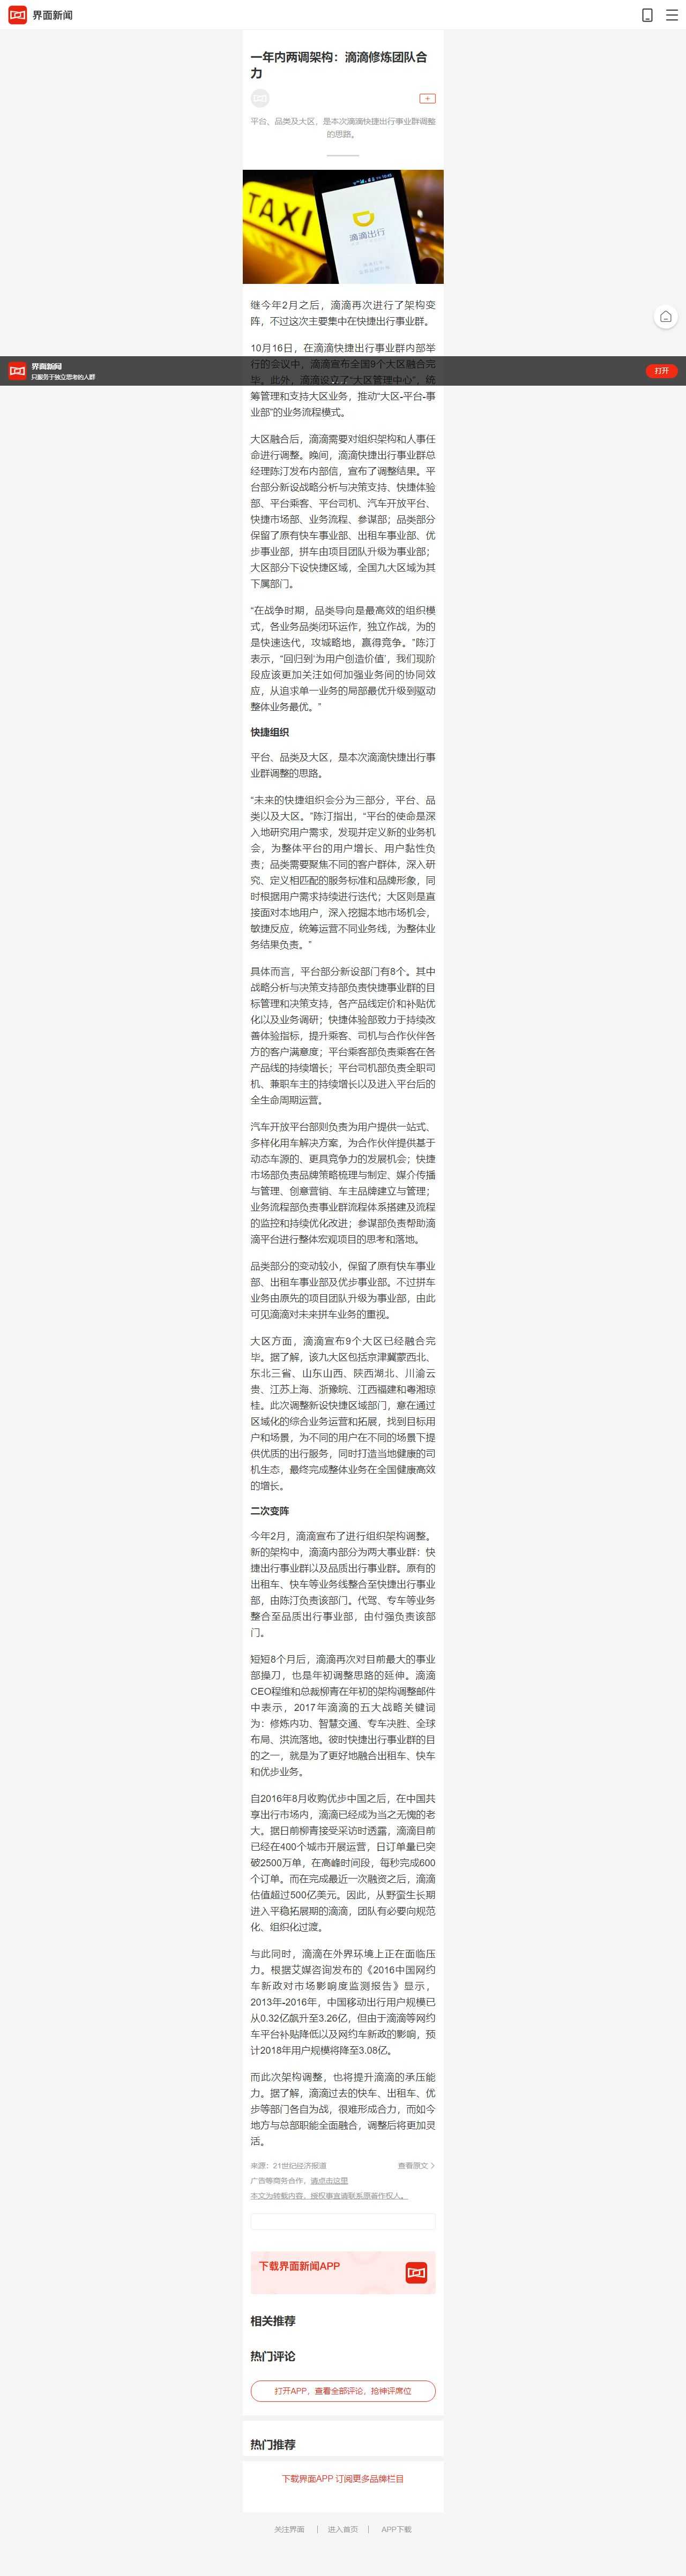 界面新闻
一年内两调架构：滴滴修炼团队合
力
+
平台、品类及大区，是本次滴滴快捷出行事业群调整
的思路。
TAXI
滴滴出行
继今年2月之后，滴滴再次进行了架构变
阵，不过这次主要集中在快捷出行事业群。
10月16日，在滴滴快捷出行事业群内部举
行的会议中，滴滴宣布全国9个大区融合完
毕。此外，滴滴设立了“大区管理中心”，统
界面新闻
只服务于独立思考的人群
打开
筹管理和支持大区业务，推动“大区-平台-事
业部”的业务流程模式。
大区融合后，滴滴需要对组织架构和人事任
命进行调整。晚间，滴滴快捷出行事业群总
经理陈汀发布内部信，宣布了调整结果。平
台部分新设战略分析与决策支持、快捷体验
部、平台乘客、平台司机、汽车开放平台、
快捷市场部、业务流程、参谋部；品类部分
保留了原有快车事业部、出租车事业部、优
步事业部，拼车由项目团队升级为事业部；
大区部分下设快捷区域，全国九大区域为其
下属部门。
“在战争时期，品类导向是最高效的组织模
式，各业务品类闭环运作，独立作战，为的
是快速迭代，攻城略地，赢得竞争。”陈汀
表示，“回归到‘为用户创造价值’，我们现阶
段应该更加关注如何加强业务间的协同效
应，从追求单一业务的局部最优升级到驱动
整体业务最优。”
快捷组织
平台、品类及大区，是本次滴滴快捷出行事
业群调整的思路。
“未来的快捷组织会分为三部分，平台、品
类以及大区。”陈汀指出，“平台的使命是深
入地研究用户需求，发现并定义新的业务机
会，为整体平台的用户增长、用户黏性负
责；品类需要聚焦不同的客户群体，深入研
究、定义相匹配的服务标准和品牌形象，同
时根据用户需求持续进行迭代；大区则是直
接面对本地用户，深入挖掘本地市场机会，
敏捷反应，统筹运营不同业务线，为整体业
务结果负责。”
具体而言，平台部分新设部门有8个。其中
战略分析与决策支持部负责快捷事业群的目
标管理和决策支持，各产品线定价和补贴优
化以及业务调研；快捷体验部致力于持续改
善体验指标，提升乘客、司机与合作伙伴各
方的客户满意度；平台乘客部负责乘客在各
产品线的持续增长；平台司机部负责全职司
机、兼职车主的持续增长以及进入平台后的
全生命周期运营。
汽车开放平台部则负责为用户提供一站式、
多样化用车解决方案，为合作伙伴提供基于
动态车源的、更具竞争力的发展机会；快捷
市场部负责品牌策略梳理与制定、媒介传播
与管理、创意营销、车主品牌建立与管理；
业务流程部负责事业群流程体系搭建及流程
的监控和持续优化改进；参谋部负责帮助滴
滴平台进行整体宏观项目的思考和落地。
品类部分的变动较小，保留了原有快车事业
部、出租车事业部及优步事业部。不过拼车
业务由原先的项目团队升级为事业部，由此
可见滴滴对未来拼车业务的重视。
大区方面，滴滴宣布9个大区已经融合完
毕。据了解，该九大区包括京津冀蒙西北、
东北三省、山东山西、陕西湖北、川渝云
贵、江苏上海、浙豫皖、江西福建和粤湘琼
桂。此次调整新设快捷区域部门，意在通过
区域化的综合业务运营和拓展，找到目标用
户和场景，为不同的用户在不同的场景下提
供优质的出行服务，同时打造当地健康的司
机生态，最终完成整体业务在全国健康高效
的增长。
二次变阵
今年2月，滴滴宣布了进行组织架构调整。
新的架构中，滴滴内部分为两大事业群：快
捷出行事业群以及品质出行事业群。原有的
出租车、快车等业务线整合至快捷出行事业
部，由陈汀负责该部门。代驾、专车等业务
整合至品质出行事业部，由付强负责该部
门。
短短8个月后，滴滴再次对目前最大的事业
部操刀，也是年初调整思路的延伸。滴滴
CEO程维和总裁柳青在年初的架构调整邮件
中表示，2017年滴滴的五大战略关键词
为：修炼内功、智慧交通、专车决胜、全球
布局、洪流落地。彼时快捷出行事业群的目
的之一，就是为了更好地融合出租车、快车
和优步业务。
自2016年8月收购优步中国之后，在中国共
享出行市场内，滴滴已经成为当之无愧的老
大。据日前柳青接受采访时透露，滴滴目前
已经在400个城市开展运营，日订单量已突
破2500万单，在高峰时间段，每秒完成600
个订单。而在完成最近一次融资之后，滴滴
估值超过500亿美元。因此，从野蛮生长期
进入平稳拓展期的滴滴，团队有必要向规范
化、组织化过渡。
与此同时，滴滴在外界环境上正在面临压
力。根据艾媒咨询发布的《2016中国网约
车新政对市场影响度监测报告》显示，
2013年-2016年，中国移动出行用户规模已
从0.32亿飙升至3.26亿，但由于滴滴等网约
车平台补贴降低以及网约车新政的影响，预
计2018年用户规模将降至3.08亿。
而此次架构调整，也将提升滴滴的承压能
力。据了解，滴滴过去的快车、出租车、优
步等部门各自为战，很难形成合力，而如今
地方与总部职能全面融合，调整后将更加灵
活。
来源：21世纪经济报道 查看原文
广告等商务合作，请点击这里
本文为转载内容，授权事宜请联系原著作权人。
下载界面新闻APP
相关推荐
热门评论
打开APP，查看全部评论，抢神评席位
热门推荐
下载界面APP 订阅更多品牌栏目
关注界面 | 进入首页 | APP下载